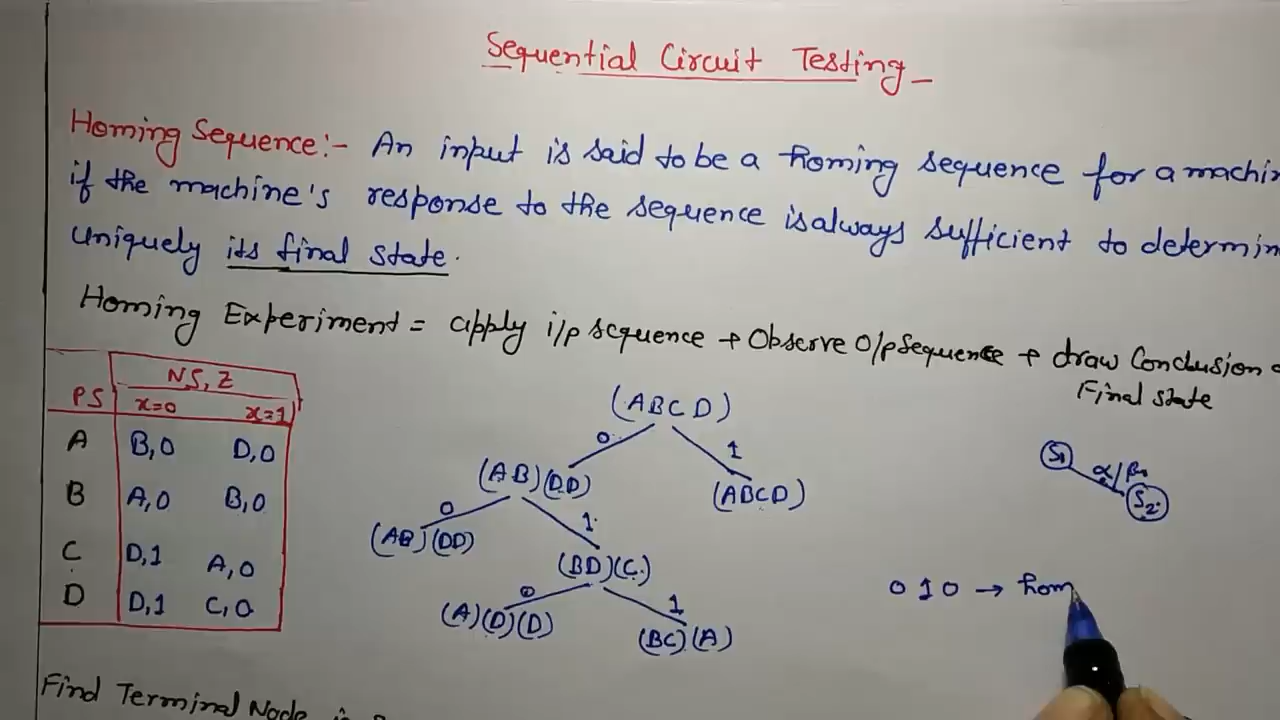 Sequential Circuit Testing
Homing Sequence:- An input is said to be a homing sequence for a machin
if the machine's response to the sequence is always sufficient to determin
uniquely its final state.
Homing Experiment = apply i/p sequence + Observe O/p Sequence + draw Conclusion o
Final state
NS, Z
PS x=0 x=1
A B,0 D,0
B A,0 B,0
C D,1 A,0
D D,1 C,0
(ABCD)
0 1
(AB)(DD) (ABCD)
0 1
(AB)(DD) (BD)(C)
0 1
(A)(D)(D) (BC)(A)
S1 α/β
S2
0 1 0 → hom
Find Terminal Node